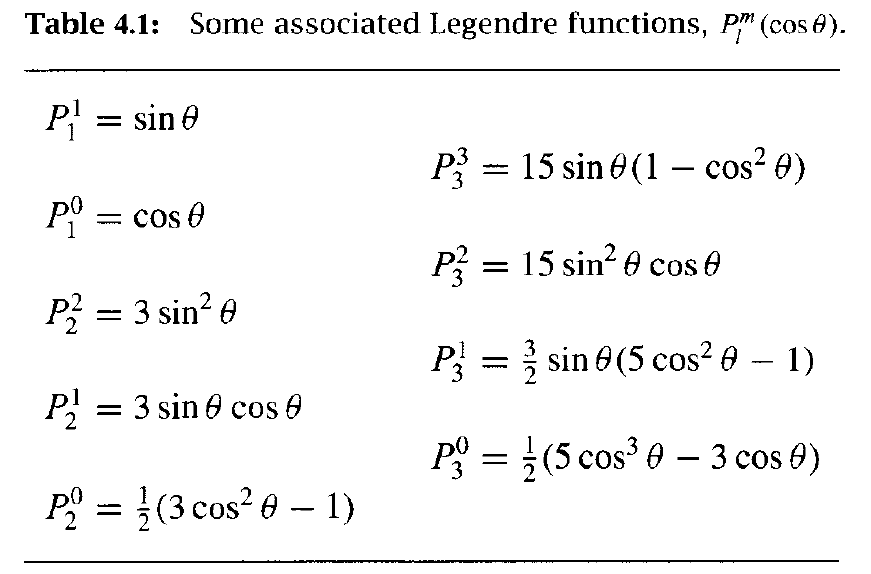 Table 4.1: Some associated Legendre functions, P_l^m (cos θ).
P_1^1 = sin θ
P_1^0 = cos θ
P_2^2 = 3 sin² θ
P_2^1 = 3 sin θ cos θ
P_2^0 = ½(3 cos² θ − 1)
P_3^3 = 15 sin θ(1 − cos² θ)
P_3^2 = 15 sin² θ cos θ
P_3^1 = 3/2 sin θ(5 cos² θ − 1)
P_3^0 = ½(5 cos³ θ − 3 cos θ)